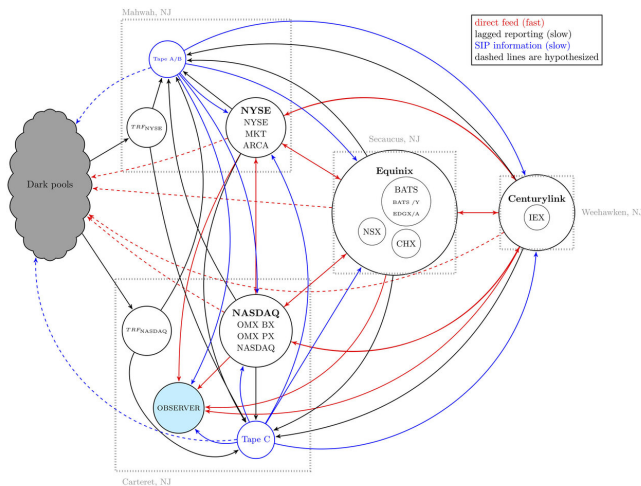 Mahwah, NJ
direct feed (fast)
lagged reporting (slow)
SIP information (slow)
dashed lines are hypothesized
Tape A/B
NYSE
NYSE
MKT
ARCA
TRF NYSE
Dark pools
Secaucus, NJ
Equinix
BATS
BATS /Y
EDGX/A
NSX
CHX
Centurylink
IEX
Weehawken, NJ
NASDAQ
OMX BX
OMX PX
NASDAQ
TRF NASDAQ
OBSERVER
Tape C
Carteret, NJ